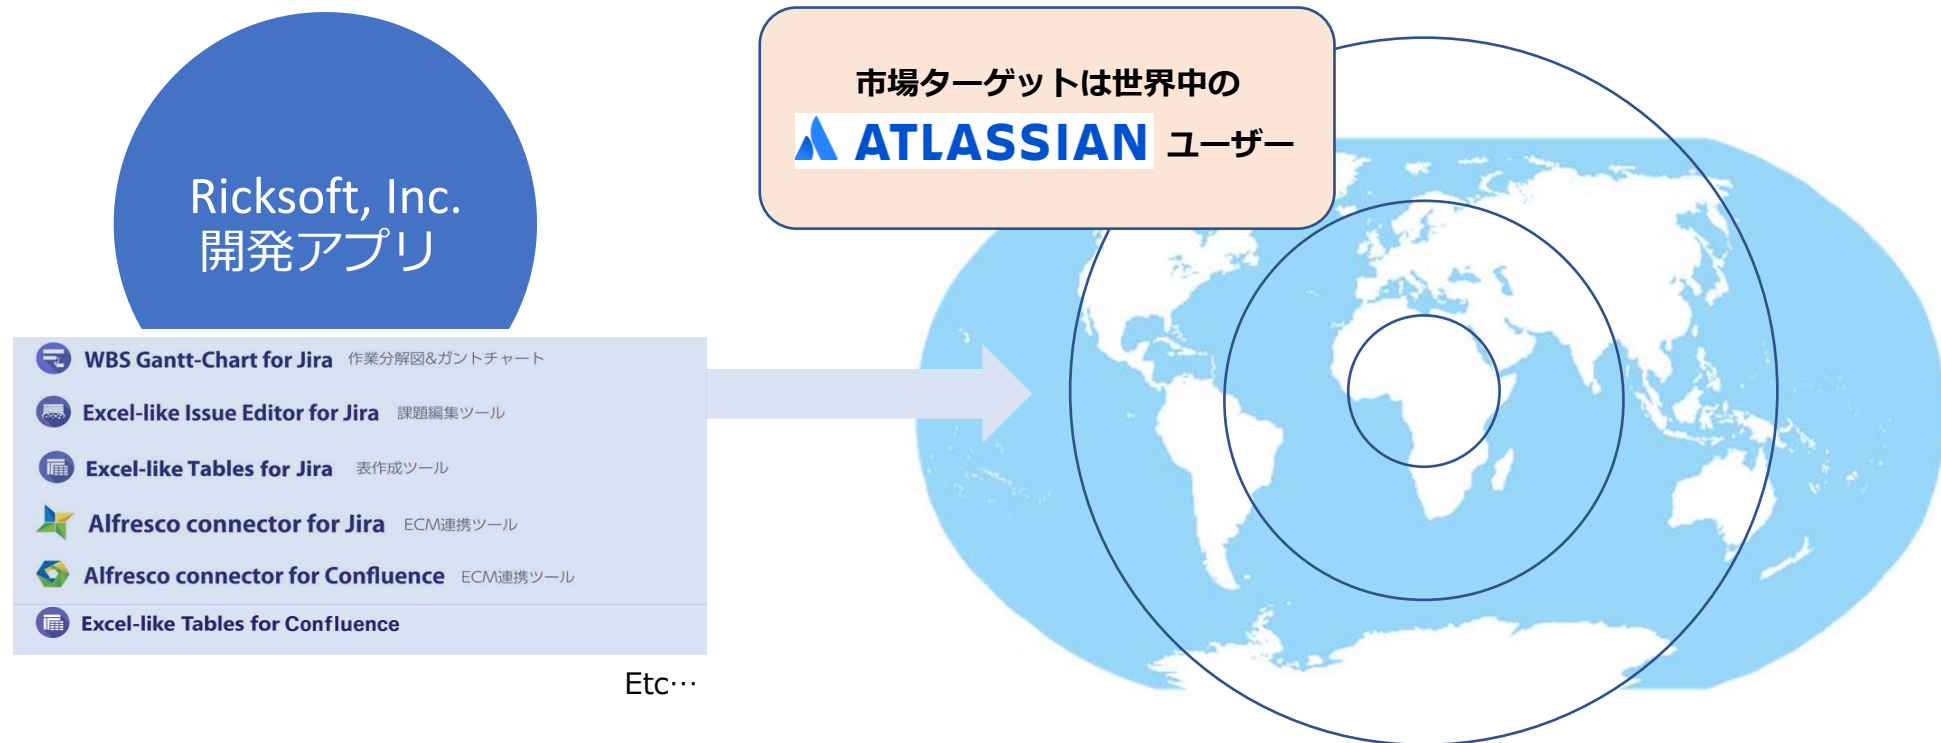 Ricksoft, Inc.
開発アプリ
WBS Gantt-Chart for Jira 作業分解図&ガントチャート
Excel-like Issue Editor for Jira 課題編集ツール
Excel-like Tables for Jira 表作成ツール
Alfresco connector for Jira ECM連携ツール
Alfresco connector for Confluence ECM連携ツール
Excel-like Tables for Confluence
Etc…
市場ターゲットは世界中の
ATLASSIAN ユーザー